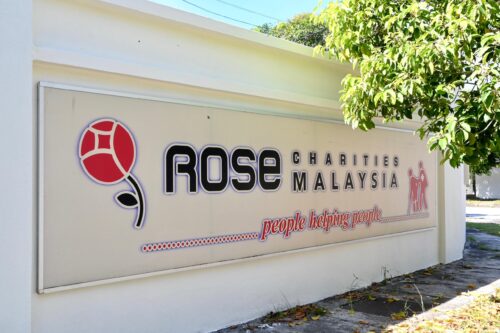 ROSE CHARITIES
MALAYSIA
people helping people